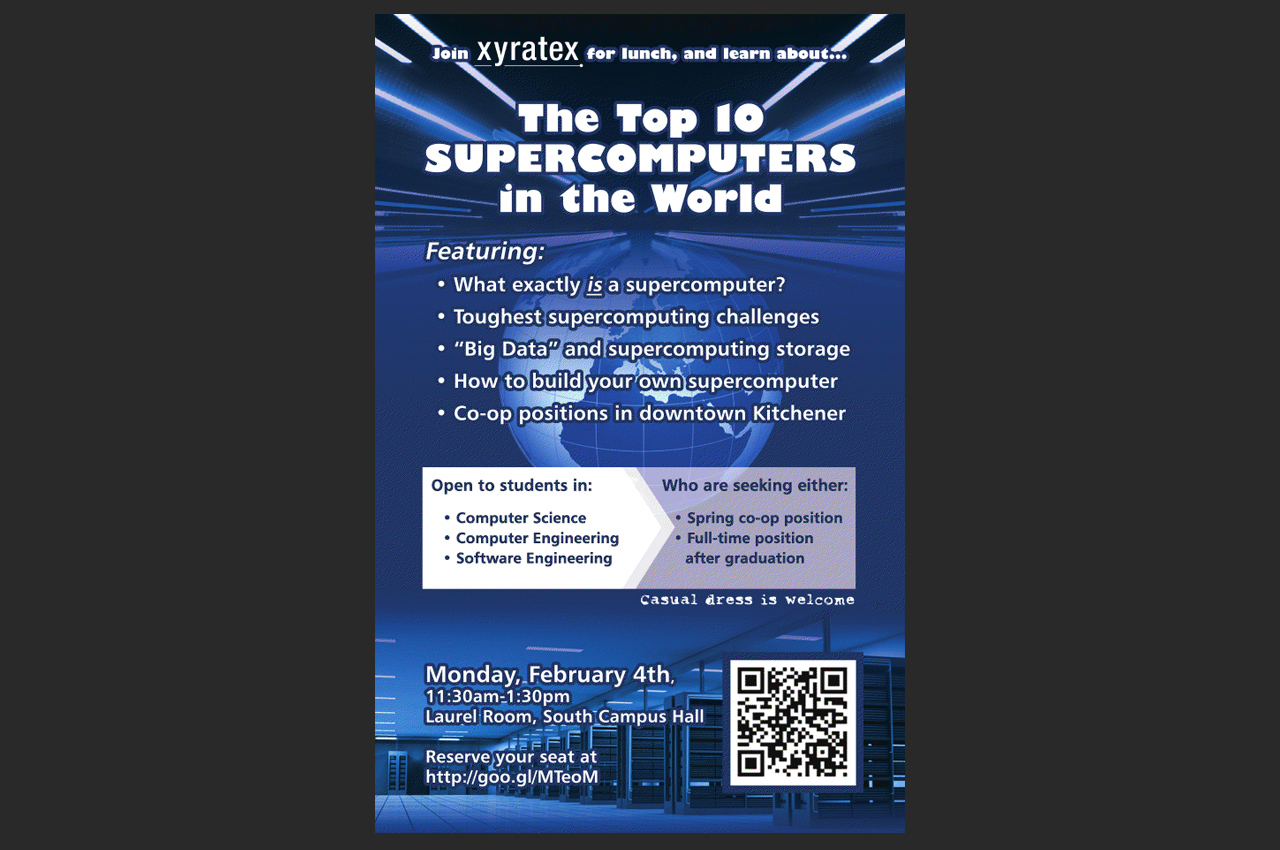 Join xyratex for lunch, and learn about...
The Top 10
SUPERCOMPUTERS
in the World
Featuring:
• What exactly is a supercomputer?
• Toughest supercomputing challenges
• “Big Data” and supercomputing storage
• How to build your own supercomputer
• Co-op positions in downtown Kitchener
Open to students in:
• Computer Science
• Computer Engineering
• Software Engineering
Who are seeking either:
• Spring co-op position
• Full-time position
after graduation
Casual dress is welcome
Monday, February 4th,
11:30am-1:30pm
Laurel Room, South Campus Hall
Reserve your seat at
http://goo.gl/MTeoM